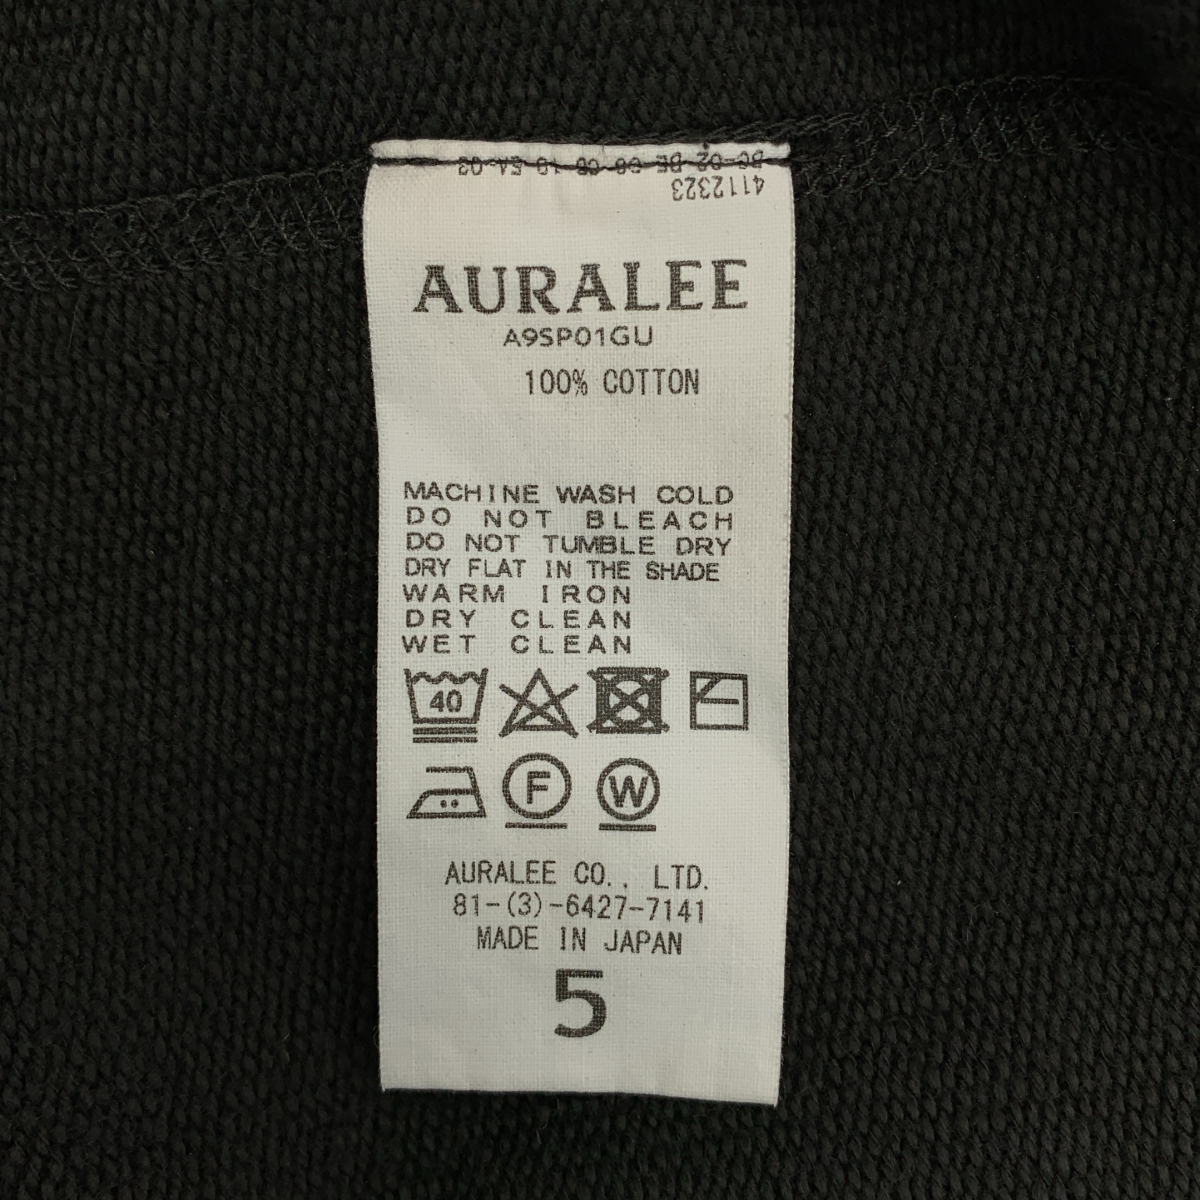 4112323
AURALEE
A9SP01GU
100% COTTON
MACHINE WASH COLD
DO NOT BLEACH
DO NOT TUMBLE DRY
DRY FLAT IN THE SHADE
WARM IRON
DRY CLEAN
WET CLEAN
40
F W
AURALEE CO., LTD.
81-(3)-6427-7141
MADE IN JAPAN
5